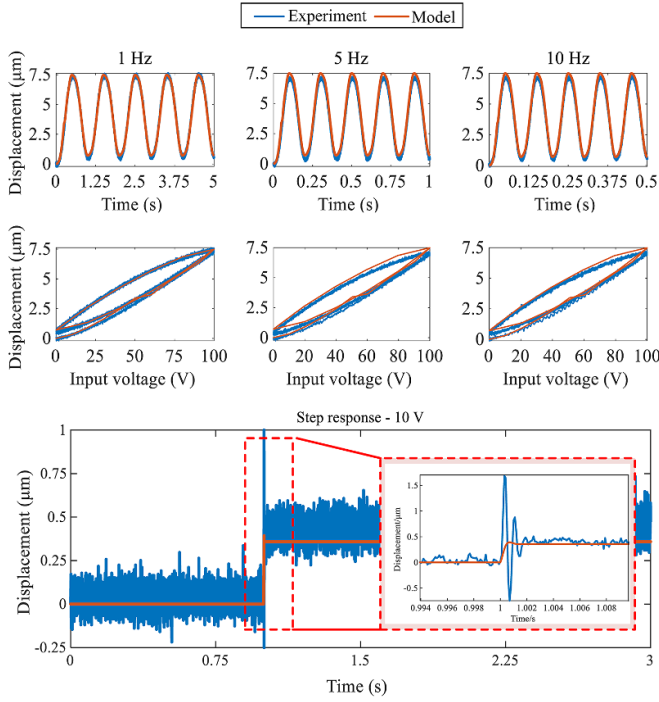 Experiment Model
1 Hz 5 Hz 10 Hz
Displacement (μm)
7.5 7.5 7.5
5 5 5
2.5 2.5 2.5
0 0 0
0 1.25 2.5 3.75 5 0 0.25 0.5 0.75 1 0 0.125 0.25 0.375 0.5
Time (s) Time (s) Time (s)
Displacement (μm)
7.5 7.5 7.5
5 5 5
2.5 2.5 2.5
0 0 0
0 25 50 75 100 0 20 40 60 80 100 0 20 40 60 80 100
Input voltage (V) Input voltage (V) Input voltage (V)
Step response - 10 V
Displacement (μm)
1
0.75
0.5
0.25
0
-0.25
0 0.75 1.5 2.25 3
Time (s)
Displacement/μm
1.5
1.0
0.5
0.0
-0.5
0.994 0.996 0.998 1 1.002 1.004 1.006 1.008
Time/s